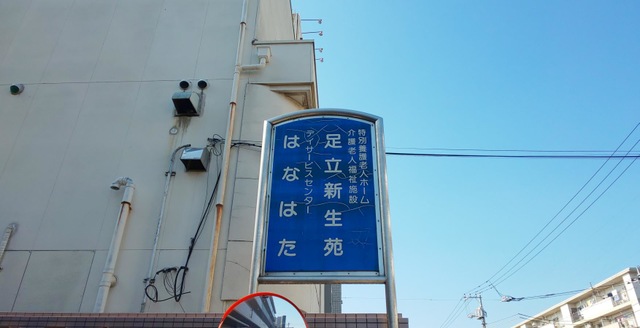 特別養護老人ホーム
介護老人福祉施設
足立新生苑
デイサービスセンター
はなはた